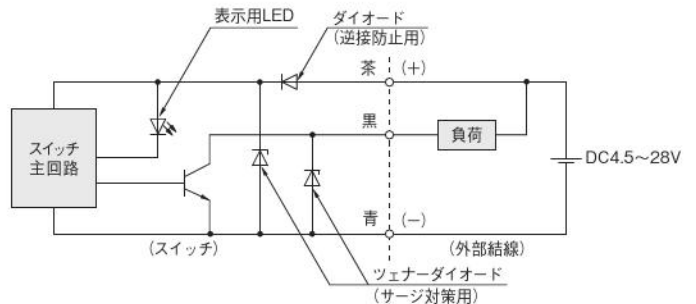 表示用LED
ダイオード
(逆接防止用)
茶 (+)
黒
スイッチ
主回路
負荷
DC4.5～28V
青 (−)
(スイッチ)
(外部結線)
ツェナーダイオード
(サージ対策用)